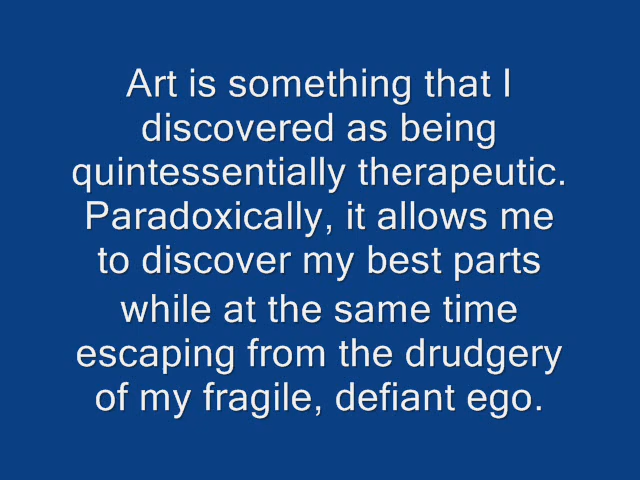 Art is something that I
discovered as being
quintessentially therapeutic.
Paradoxically, it allows me
to discover my best parts
while at the same time
escaping from the drudgery
of my fragile, defiant ego.